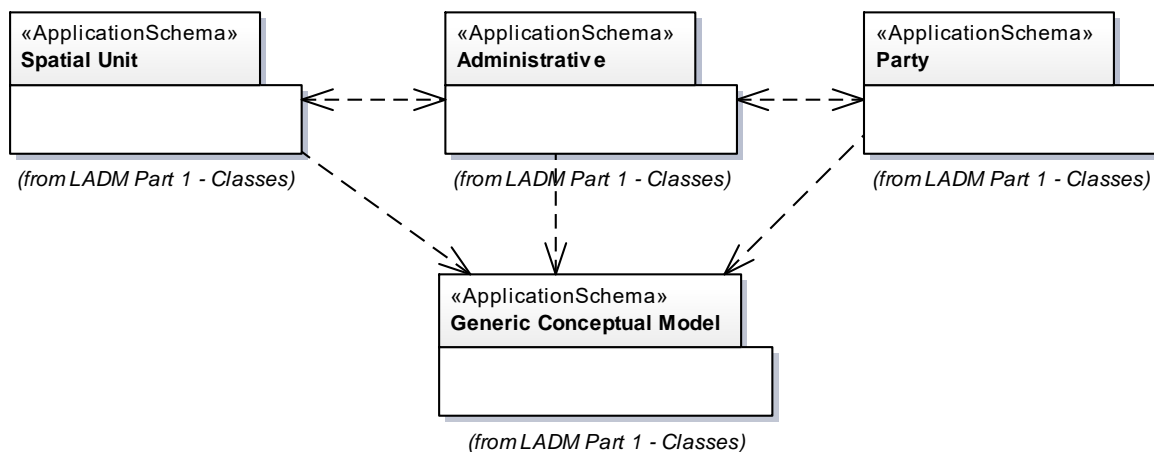 «ApplicationSchema»
Spatial Unit
(from LADM Part 1 - Classes)
«ApplicationSchema»
Administrative
(from LADM Part 1 - Classes)
«ApplicationSchema»
Party
(from LADM Part 1 - Classes)
«ApplicationSchema»
Generic Conceptual Model
(from LADM Part 1 - Classes)